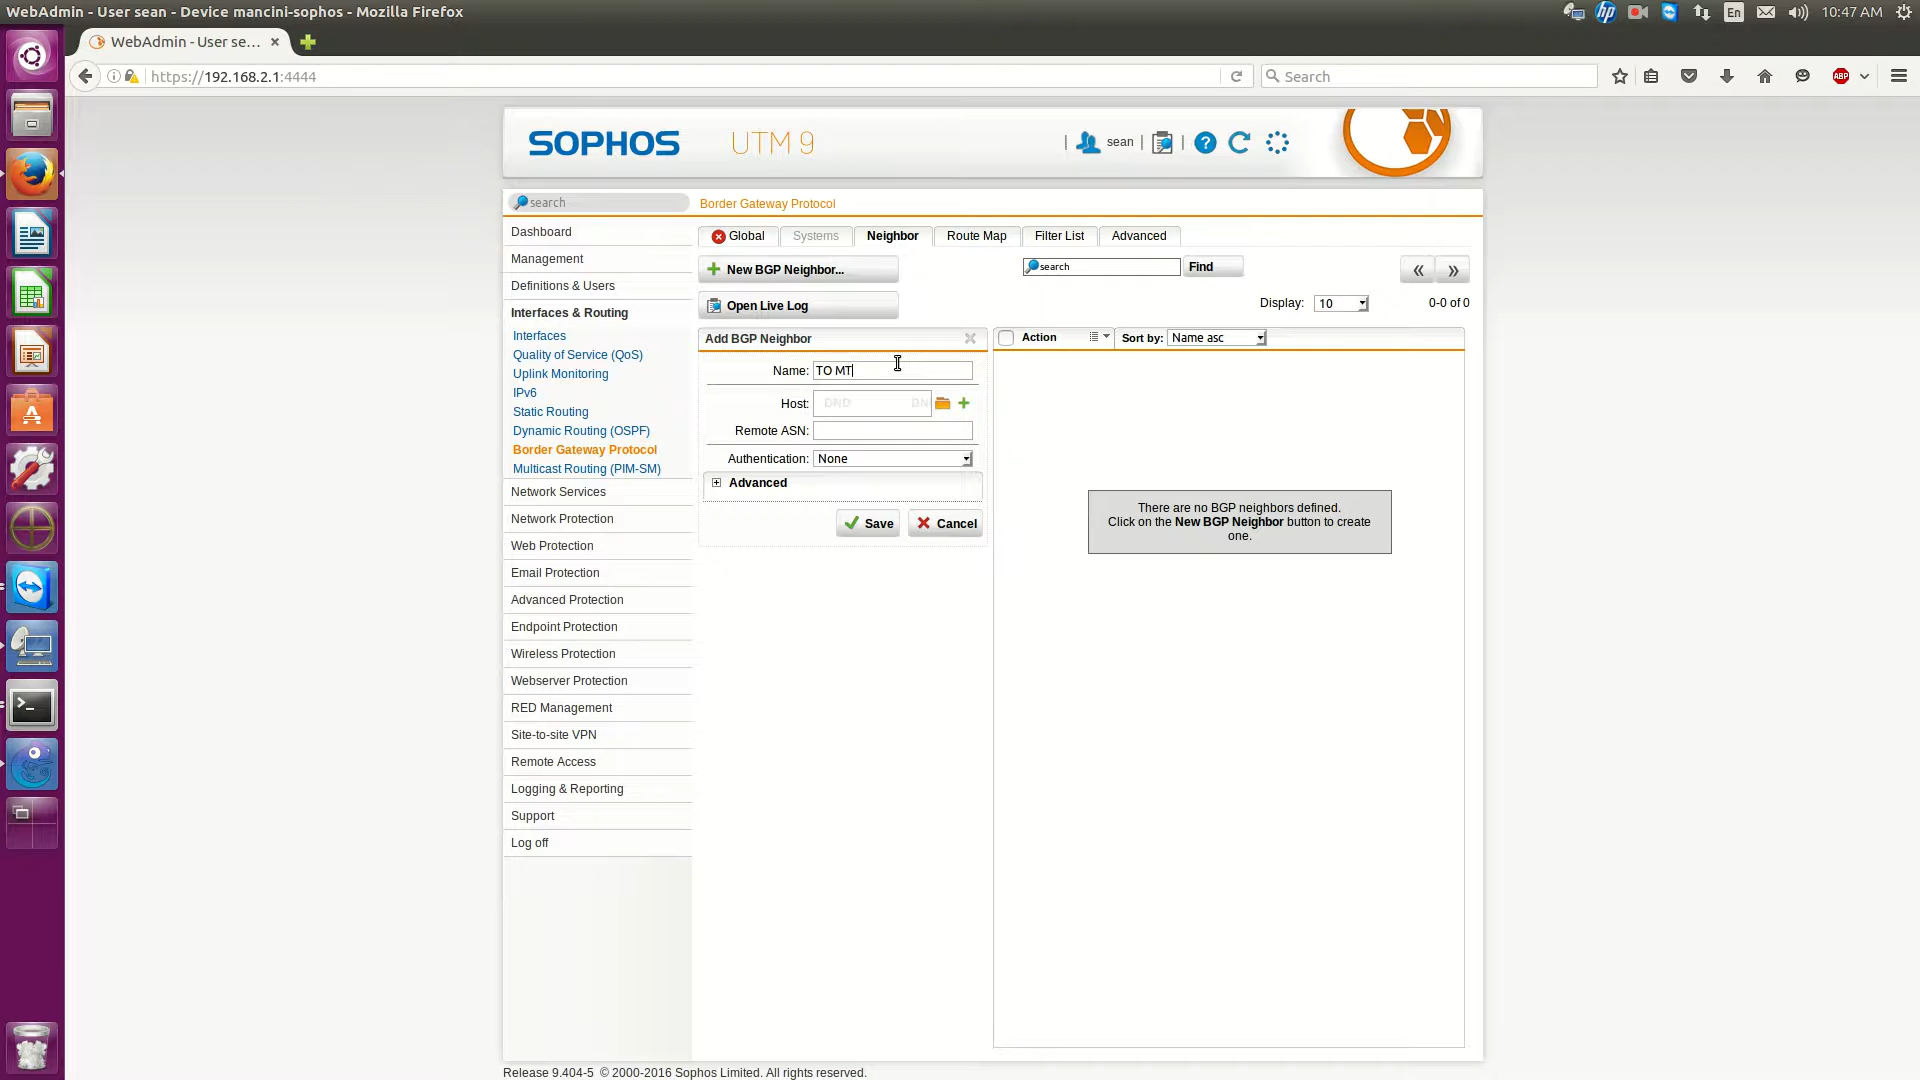 WebAdmin - User sean - Device mancini-sophos - Mozilla Firefox
En
10:47 AM
WebAdmin - User se...
https://192.168.2.1:4444
Search
ABP
SOPHOS
UTM 9
sean
search
Border Gateway Protocol
Dashboard
Management
Definitions & Users
Interfaces & Routing
Interfaces
Quality of Service (QoS)
Uplink Monitoring
IPv6
Static Routing
Dynamic Routing (OSPF)
Border Gateway Protocol
Multicast Routing (PIM-SM)
Network Services
Network Protection
Web Protection
Email Protection
Advanced Protection
Endpoint Protection
Wireless Protection
Webserver Protection
RED Management
Site-to-site VPN
Remote Access
Logging & Reporting
Support
Log off
Global
Systems
Neighbor
Route Map
Filter List
Advanced
New BGP Neighbor...
search
Find
Open Live Log
Display: 10
0-0 of 0
Add BGP Neighbor
Name: TO MT
Host: DND DN
Remote ASN:
Authentication: None
Advanced
Save
Cancel
Action
Sort by: Name asc
There are no BGP neighbors defined.
Click on the New BGP Neighbor button to create
one.
Release 9.404-5 © 2000-2016 Sophos Limited. All rights reserved.